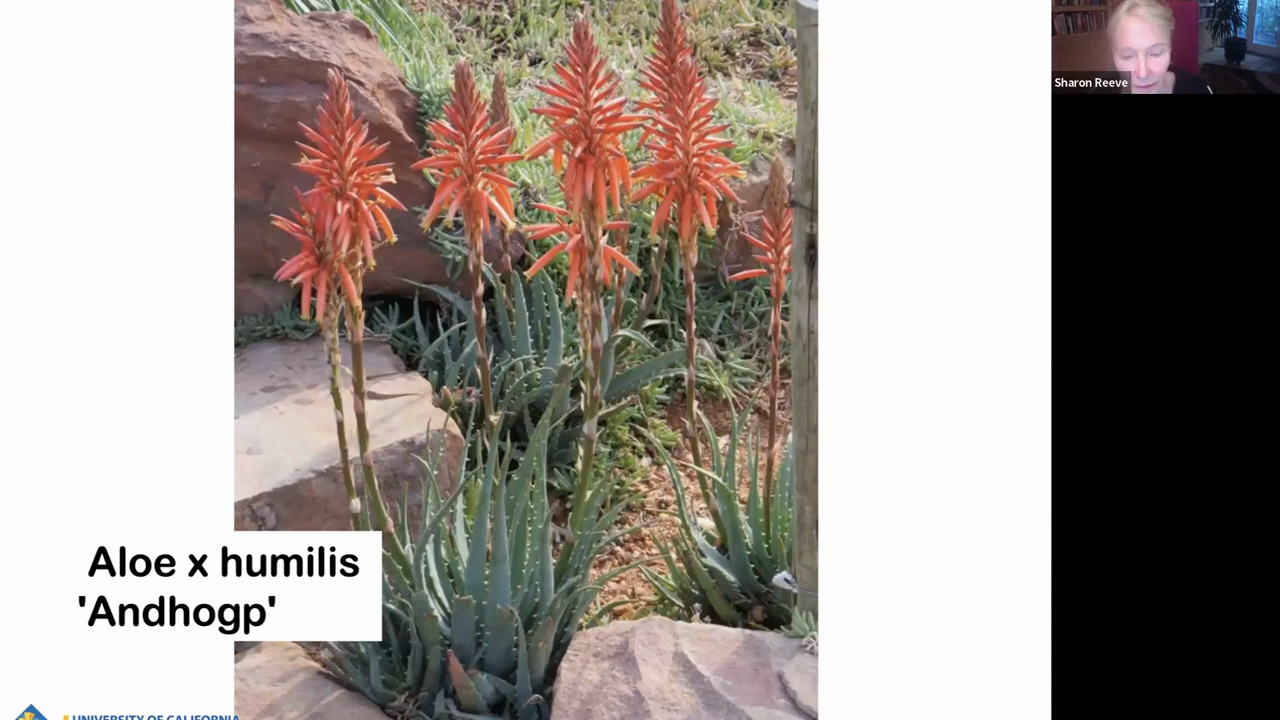 Sharon Reeve
Aloe x humilis
'Andhogp'
UNIVERSITY OF CALIFORNIA